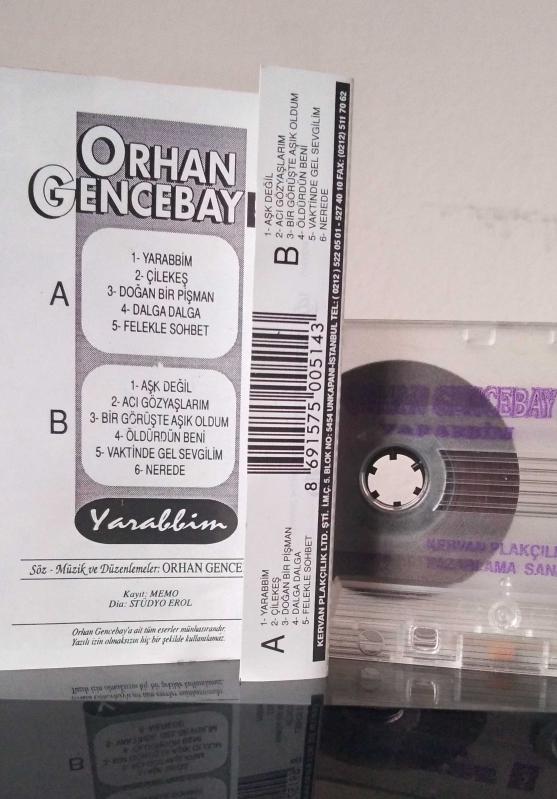 ORHAN
GENCEBAY
A
1- YARABBİM
2- ÇİLEKEŞ
3- DOĞAN BİR PİŞMAN
4- DALGA DALGA
5- FELEKLE SOHBET
B
1- AŞK DEĞİL
2- ACI GÖZYAŞLARIM
3- BİR GÖRÜŞTE AŞIK OLDUM
4- ÖLDÜRDÜN BENİ
5- VAKTİNDE GEL SEVGİLİM
6- NEREDE
Yarabbim
Söz - Müzik ve Düzenlemeler: ORHAN GENCE
Kayıt: MEMO
Dia: STÜDYO EROL
Orhan Gencebay'a ait tüm eserler münhasırandır.
Yazılı izin olmaksızın hiç bir şekilde kullanılamaz.
B
1- AŞK DEĞİL
2- ACI GÖZYAŞLARIM
3- BİR GÖRÜŞTE AŞIK OLDUM
4- ÖLDÜRDÜN BENİ
5- VAKTİNDE GEL SEVGİLİM
6- NEREDE
8 691575 005143
A
1- YARABBİM
2- ÇİLEKEŞ
3- DOĞAN BİR PİŞMAN
4- DALGA DALGA
5- FELEKLE SOHBET
KERVAN PLAKÇILIK LTD. ŞTİ. İ.M.Ç. 5. BLOK NO: 5454 UNKAPANI-İSTANBUL TEL: ( 0212 ) 522 05 01 - 527 40 10 FAX: (0212) 511 70 62
ORHAN GENCEBAY
YARABBİM
KERVAN PLAKÇILI
PAZARLAMA SAN